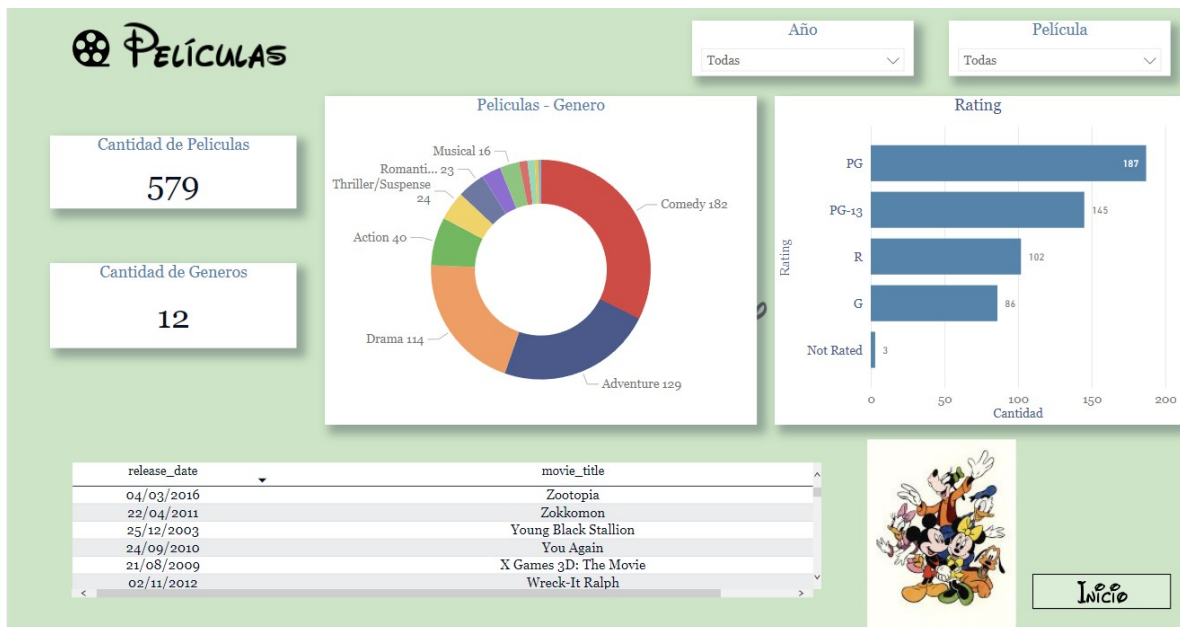 PELÍCULAS
Año
Todas
Película
Todas
Cantidad de Peliculas
579
Cantidad de Generos
12
Peliculas - Genero
Musical 16
Romanti... 23
Thriller/Suspense
24
Action 40
Drama 114
Comedy 182
Adventure 129
Rating
Rating
PG 187
PG-13 145
R 102
G 86
Not Rated 3
0 50 100 150 200
Cantidad
release_date movie_title
04/03/2016 Zootopia
22/04/2011 Zokkomon
25/12/2003 Young Black Stallion
24/09/2010 You Again
21/08/2009 X Games 3D: The Movie
02/11/2012 Wreck-It Ralph
Inicio